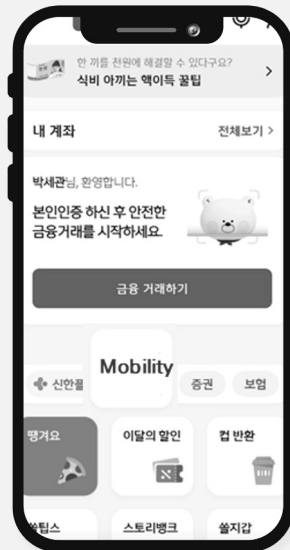 한 끼를 천원에 해결할 수 있다구요?
식비 아끼는 핵이득 꿀팁
내 계좌
전체보기 >
박세관님, 환영합니다.
본인인증 하신 후 안전한
금융거래를 시작하세요.
금융 거래하기
Mobility
신한플
증권
보험
땡겨요
이달의 할인
컵 반환
쏠팁스
스토리뱅크
쏠지갑